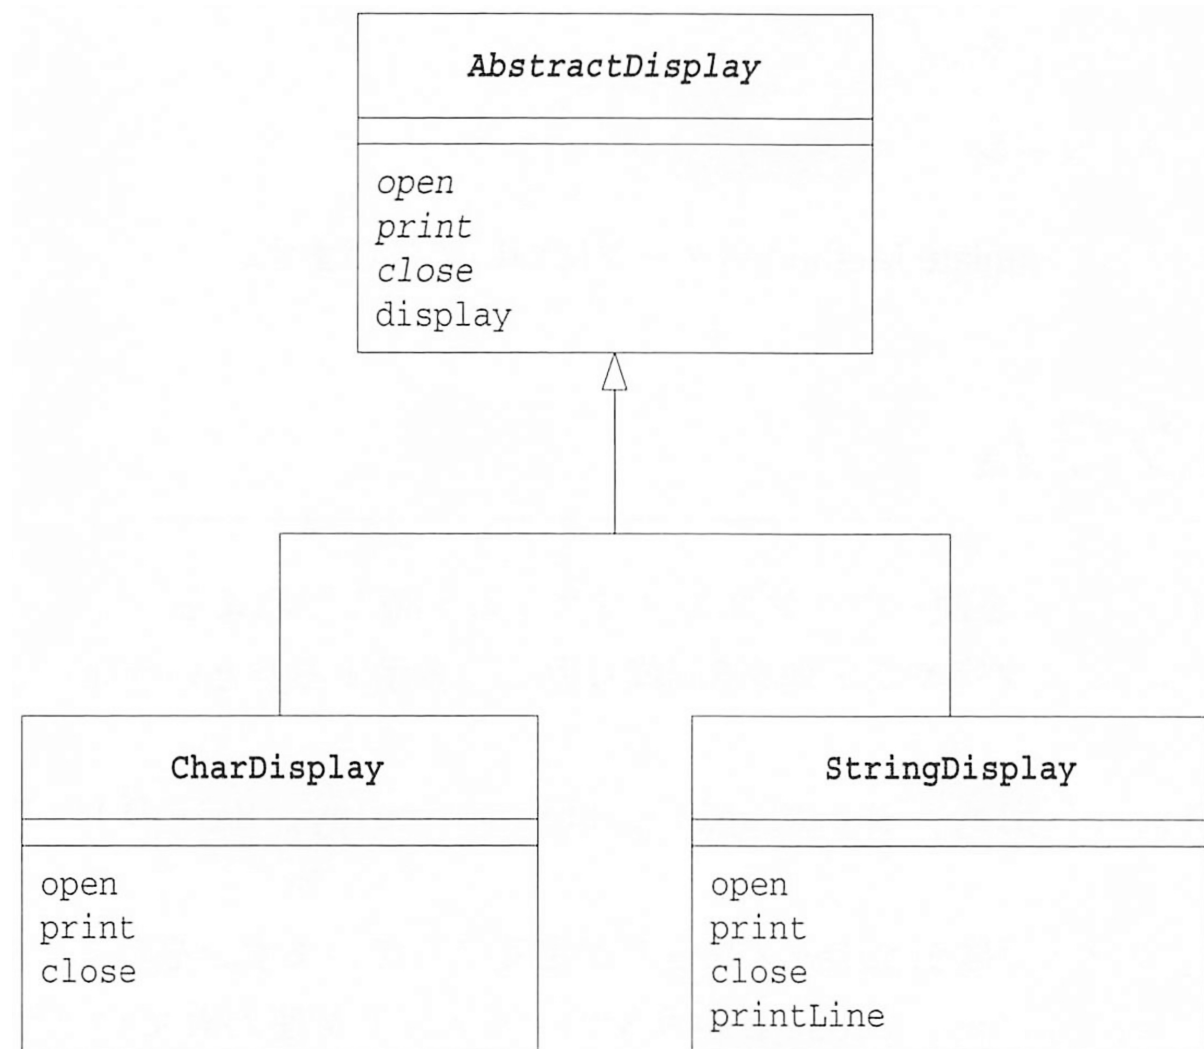 AbstractDisplay
open
print
close
display
CharDisplay
open
print
close
StringDisplay
open
print
close
printLine